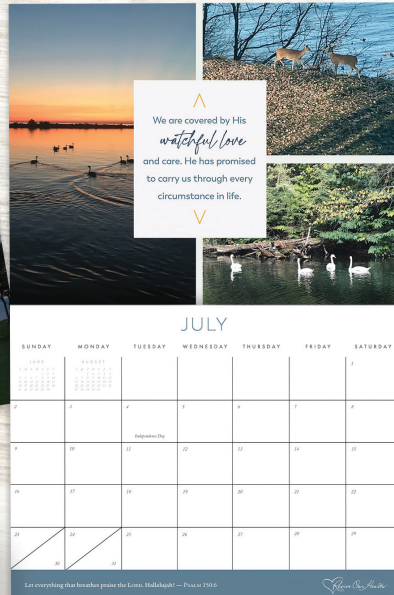 We are covered by His
watchful love
and care. He has promised
to carry us through every
circumstance in life.
JULY
SUNDAY MONDAY TUESDAY WEDNESDAY THURSDAY FRIDAY SATURDAY
JUNE AUGUST
1
2 3 4 5 6 7 8
Independence Day
9 10 11 12 13 14 15
16 17 18 19 20 21 22
23 24 25 26 27 28 29
30 31
Let everything that breathes praise the LORD. Hallelujah! — PSALM 150:6